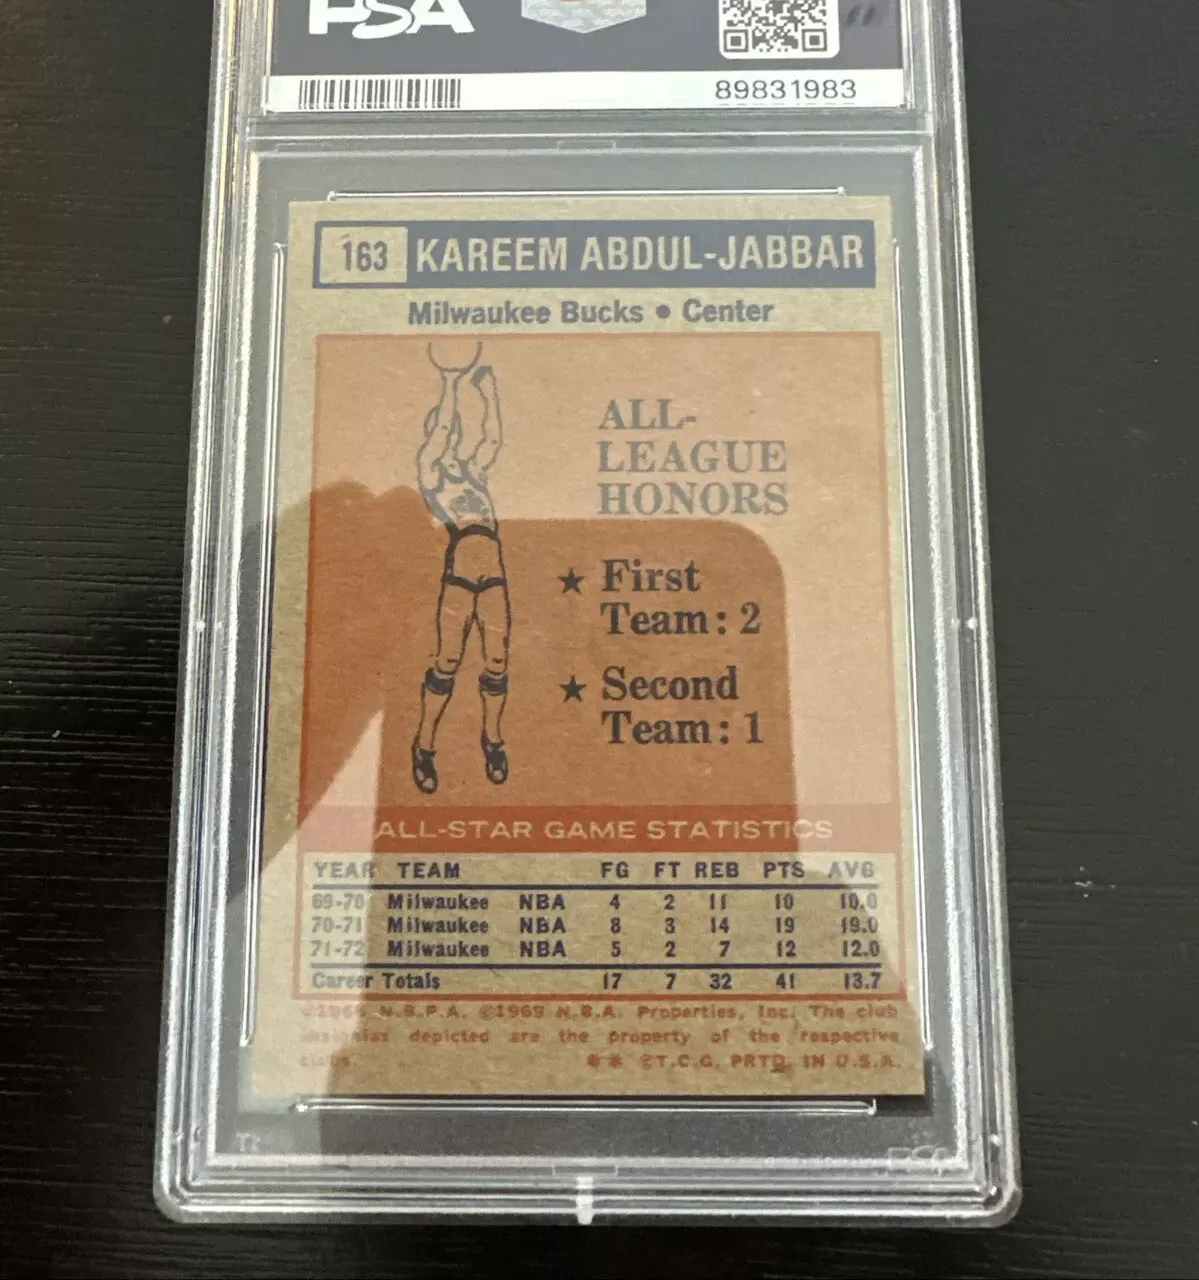 PSA
89831983
163 KAREEM ABDUL-JABBAR
Milwaukee Bucks • Center
ALL-
LEAGUE
HONORS
★ First
Team: 2
★ Second
Team: 1
ALL-STAR GAME STATISTICS
YEAR TEAM FG FT REB PTS AVG
69-70 Milwaukee NBA 4 2 11 10 10.0
70-71 Milwaukee NBA 8 3 14 19 19.0
71-72 Milwaukee NBA 5 2 7 12 12.0
Career Totals 17 7 32 41 13.7
N.B.P.A. ©1969 N.B.A. Properties, Inc. The club
insignias depicted are the property of the respective
clubs. ** ©T.C.G. PRTD. IN U.S.A.
PSA